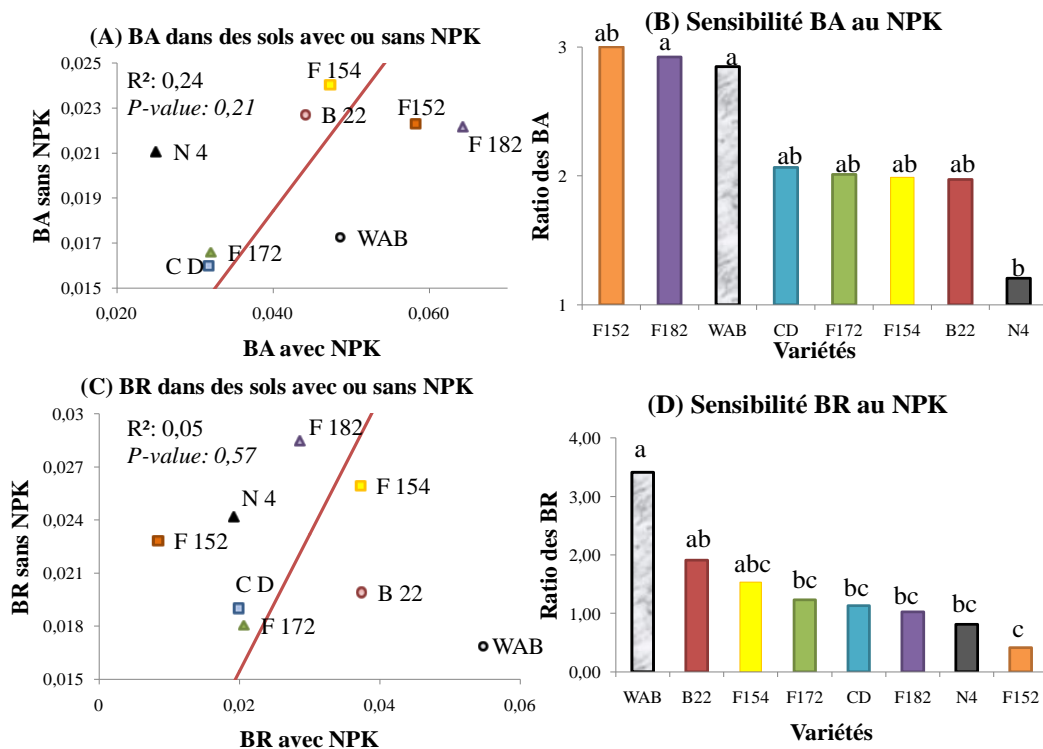 (A) BA dans des sols avec ou sans NPK
R²: 0,24
P-value: 0,21
BA sans NPK
0,025
0,023
0,021
0,019
0,017
0,015
F 154
B 22
F152
F 182
N 4
WAB
F 172
C D
0,020
0,040
0,060
BA avec NPK
(B) Sensibilité BA au NPK
Ratio des BA
3
2
1
ab
a
a
ab
ab
ab
ab
b
F152
F182
WAB
CD
F172
F154
B22
N4
Variétés
(C) BR dans des sols avec ou sans NPK
R²: 0,05
P-value: 0,57
BR sans NPK
0,03
0,027
0,024
0,021
0,018
0,015
F 182
F 154
N 4
F 152
C D
B 22
F 172
WAB
0
0,02
0,04
0,06
BR avec NPK
(D) Sensibilité BR au NPK
Ratio des BR
4,00
3,00
2,00
1,00
0,00
a
ab
abc
bc
bc
bc
bc
c
WAB
B22
F154
F172
CD
F182
N4
F152
Variétés